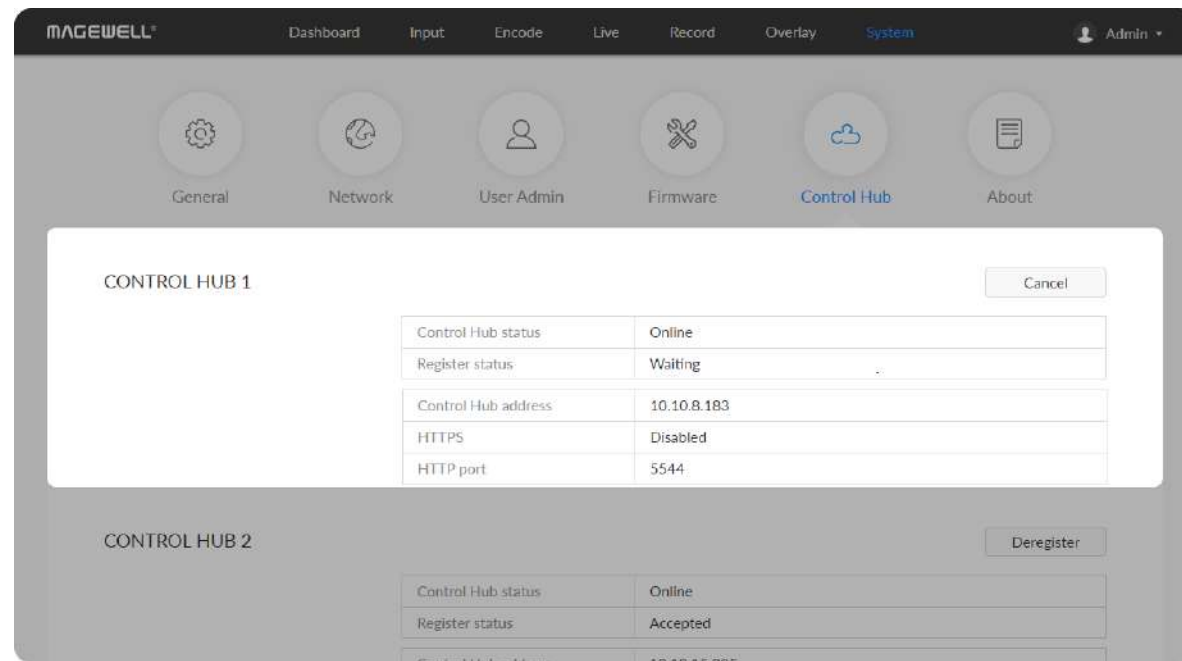 MAGEWELL® Dashboard Input Encode Live Record Overlay System Admin
General Network User Admin Firmware Control Hub About
CONTROL HUB 1 Cancel
Control Hub status Online
Register status Waiting
Control Hub address 10.10.8.183
HTTPS Disabled
HTTP port 5544
CONTROL HUB 2 Deregister
Control Hub status Online
Register status Accepted